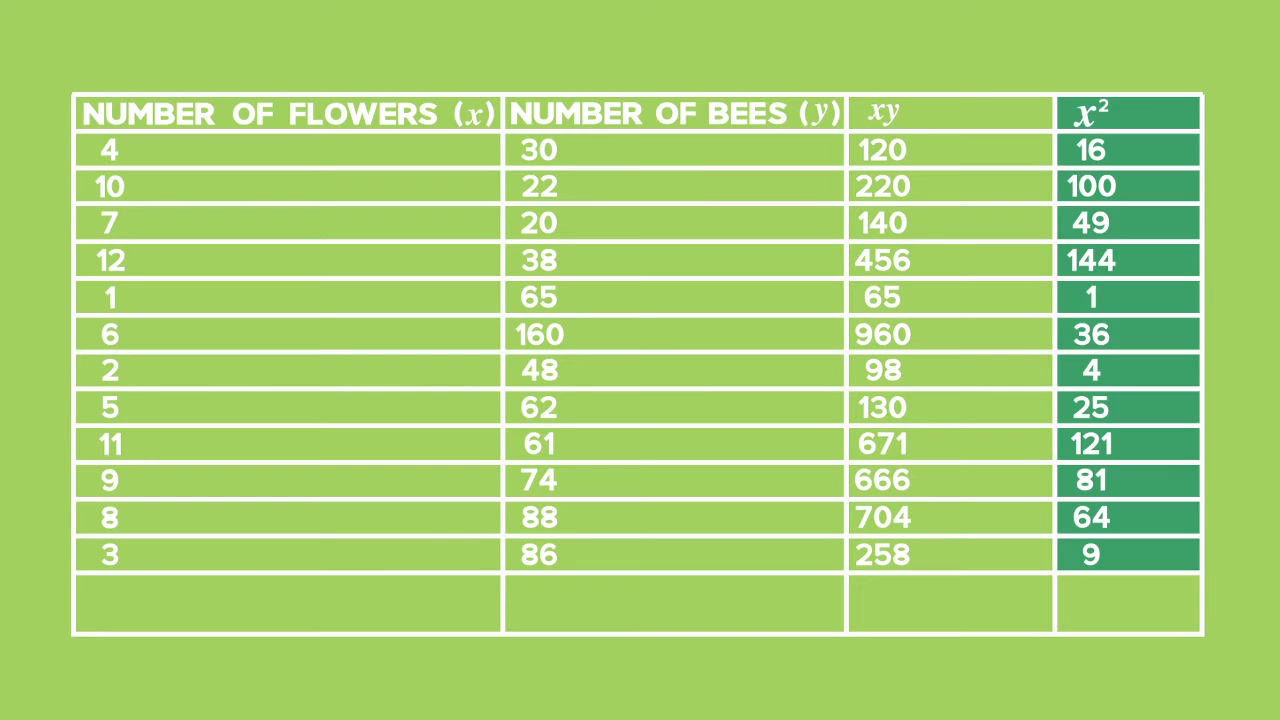 NUMBER OF FLOWERS (x) NUMBER OF BEES (y) xy x²
4 30 120 16
10 22 220 100
7 20 140 49
12 38 456 144
1 65 65 1
6 160 960 36
2 48 98 4
5 62 130 25
11 61 671 121
9 74 666 81
8 88 704 64
3 86 258 9